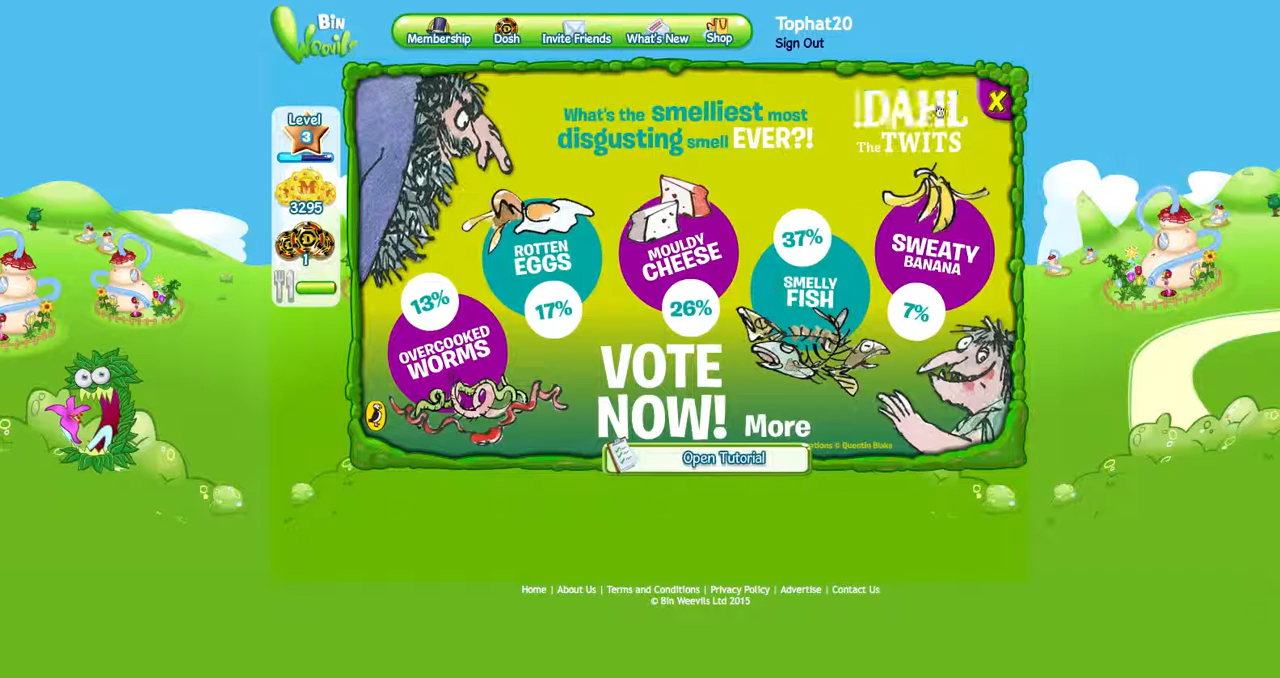 BiN
Weevils
Membership
Dosh
Invite Friends
What's New
Shop
Tophat20
Sign Out
Level
3
3295
1
What's the smelliest most
disgusting smell EVER?!
DAHL
The TWITS
X
ROTTEN
EGGS
17%
MOULDY
CHEESE
26%
37%
SMELLY
FISH
SWEATY
BANANA
7%
13%
OVERCOOKED
WORMS
VOTE
NOW!
More
© Quentin Blake
Open Tutorial
Home | About Us | Terms and Conditions | Privacy Policy | Advertise | Contact Us
© Bin Weevils Ltd 2015